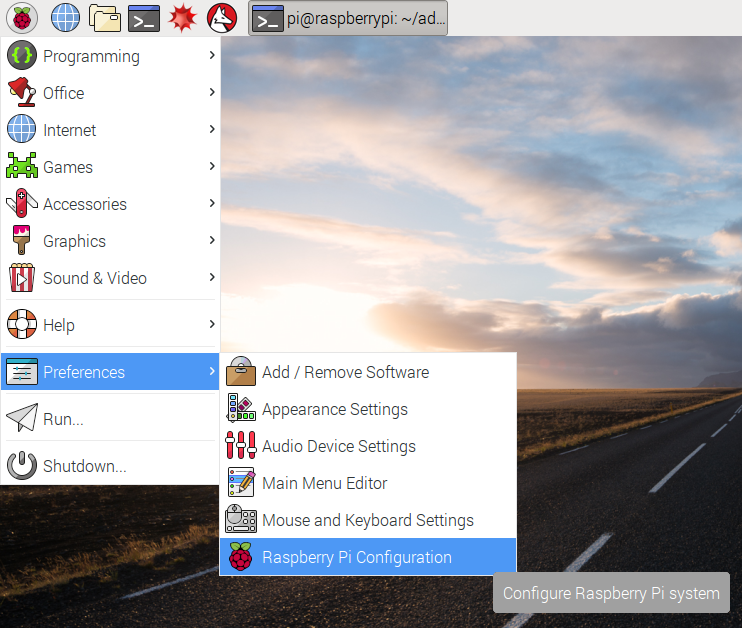 pi@raspberrypi: ~/ad...
Programming
Office
Internet
Games
Accessories
Graphics
Sound & Video
Help
Preferences
Run...
Shutdown...
Add / Remove Software
Appearance Settings
Audio Device Settings
Main Menu Editor
Mouse and Keyboard Settings
Raspberry Pi Configuration
Configure Raspberry Pi system